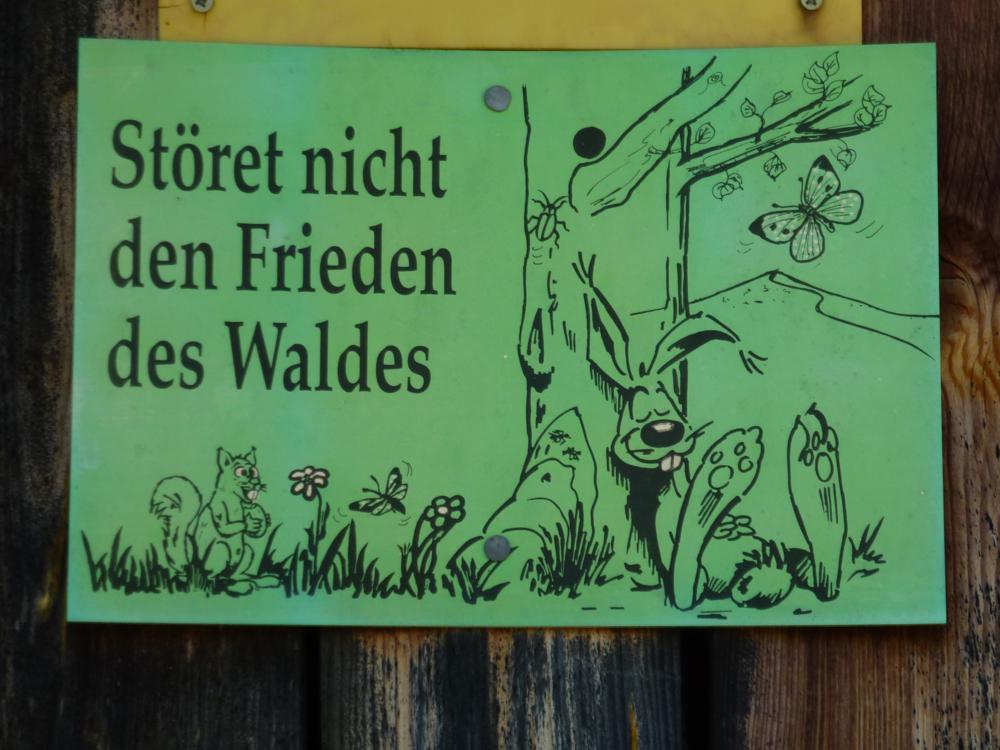 Störet nicht
den Frieden
des Waldes